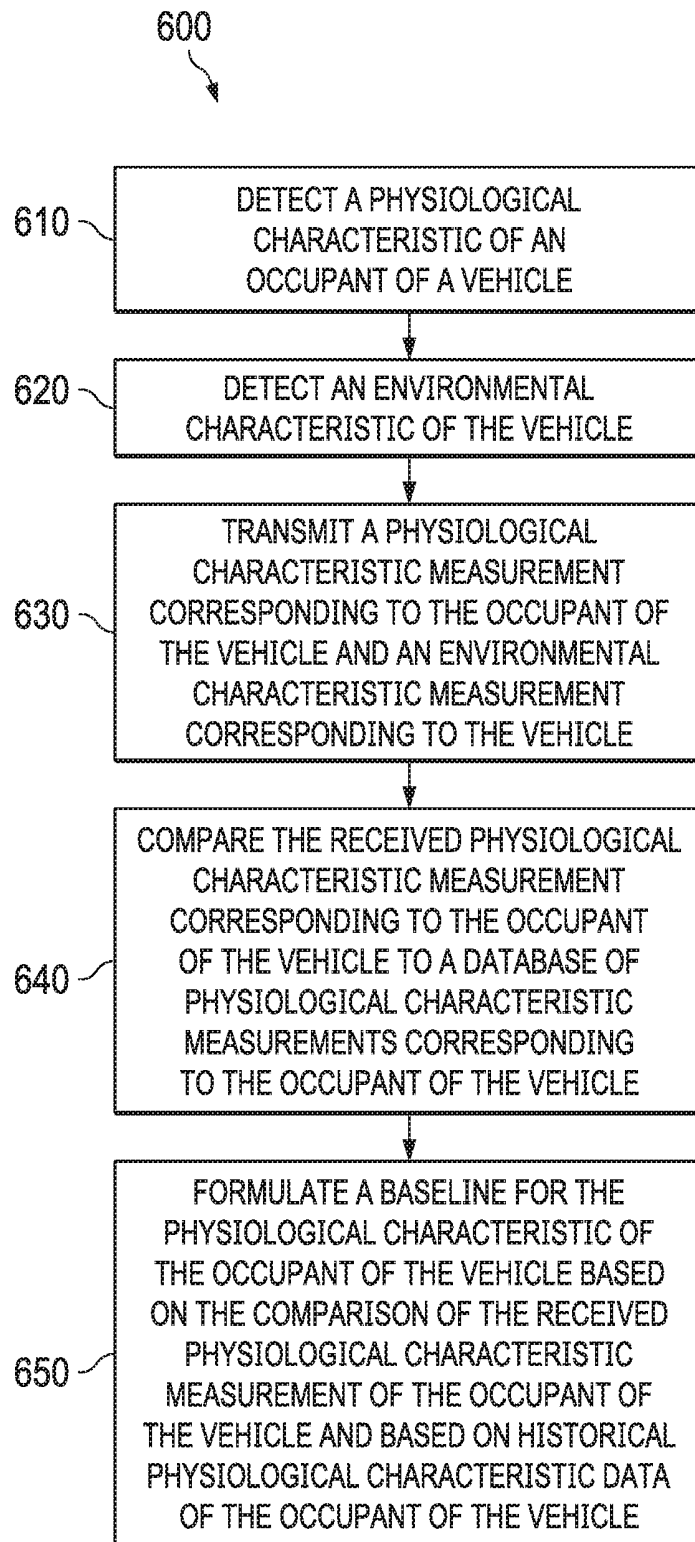 600
610
DETECT A PHYSIOLOGICAL
CHARACTERISTIC OF AN
OCCUPANT OF A VEHICLE
620
DETECT AN ENVIRONMENTAL
CHARACTERISTIC OF THE VEHICLE
630
TRANSMIT A PHYSIOLOGICAL
CHARACTERISTIC MEASUREMENT
CORRESPONDING TO THE OCCUPANT OF
THE VEHICLE AND AN ENVIRONMENTAL
CHARACTERISTIC MEASUREMENT
CORRESPONDING TO THE VEHICLE
640
COMPARE THE RECEIVED PHYSIOLOGICAL
CHARACTERISTIC MEASUREMENT
CORRESPONDING TO THE OCCUPANT
OF THE VEHICLE TO A DATABASE OF
PHYSIOLOGICAL CHARACTERISTIC
MEASUREMENTS CORRESPONDING
TO THE OCCUPANT OF THE VEHICLE
650
FORMULATE A BASELINE FOR THE
PHYSIOLOGICAL CHARACTERISTIC OF
THE OCCUPANT OF THE VEHICLE BASED
ON THE COMPARISON OF THE RECEIVED
PHYSIOLOGICAL CHARACTERISTIC
MEASUREMENT OF THE OCCUPANT OF
THE VEHICLE AND BASED ON HISTORICAL
PHYSIOLOGICAL CHARACTERISTIC DATA
OF THE OCCUPANT OF THE VEHICLE